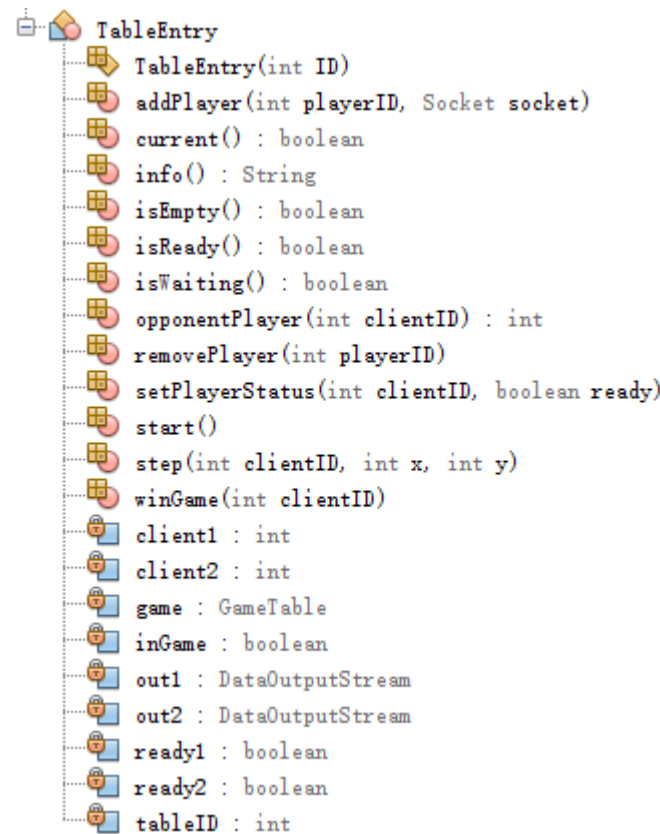 TableEntry
TableEntry(int ID)
addPlayer(int playerID, Socket socket)
current() : boolean
info() : String
isEmpty() : boolean
isReady() : boolean
isWaiting() : boolean
opponentPlayer(int clientID) : int
removePlayer(int playerID)
setPlayerStatus(int clientID, boolean ready)
start()
step(int clientID, int x, int y)
winGame(int clientID)
client1 : int
client2 : int
game : GameTable
inGame : boolean
out1 : DataOutputStream
out2 : DataOutputStream
ready1 : boolean
ready2 : boolean
tableID : int